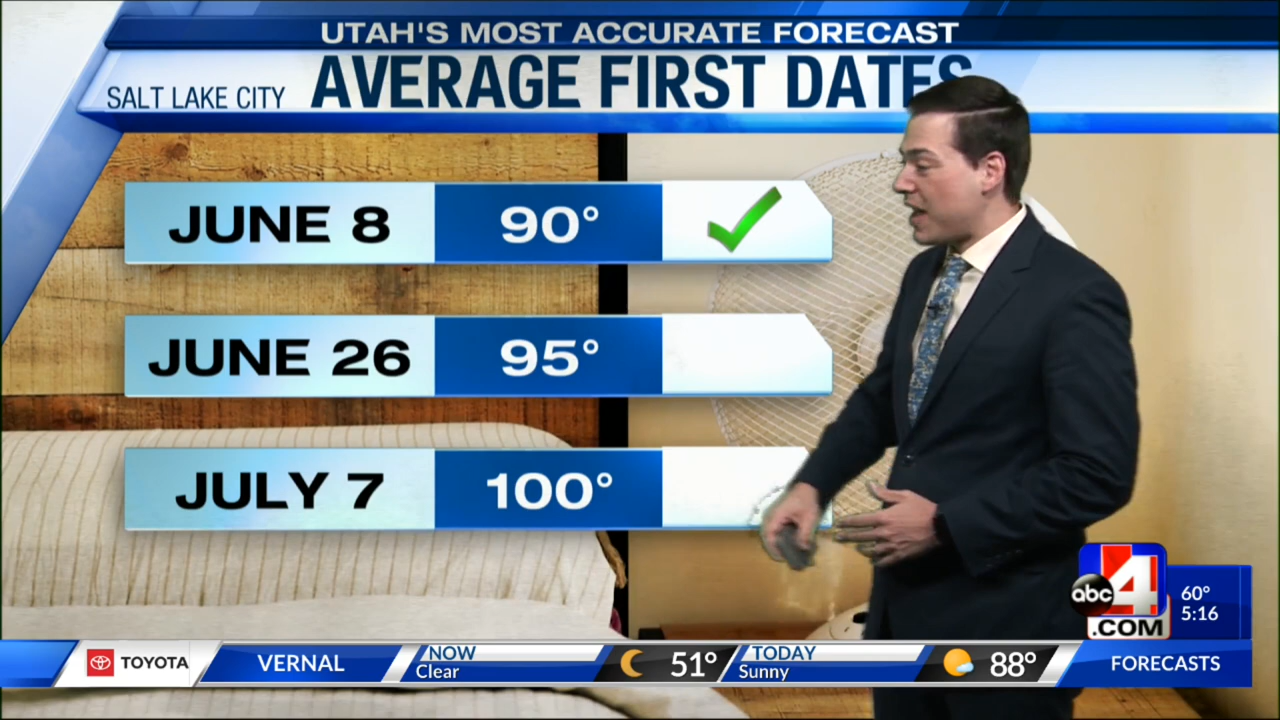 UTAH'S MOST ACCURATE FORECAST
SALT LAKE CITY AVERAGE FIRST DATES
JUNE 8 90°
JUNE 26 95°
JULY 7 100°
abc 4
.COM
60°
5:16
TOYOTA VERNAL NOW Clear 51° TODAY Sunny 88° FORECASTS